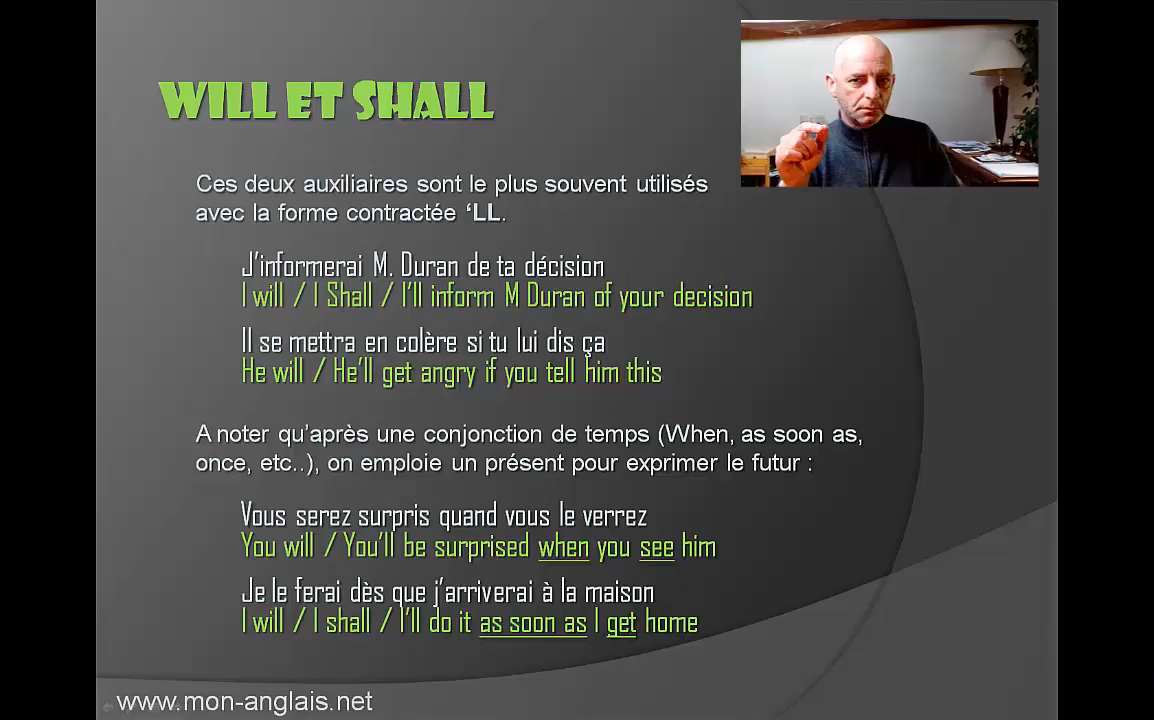 WILL ET SHALL
Ces deux auxiliaires sont le plus souvent utilisés
avec la forme contractée ‘LL.
J’informerai M. Duran de ta décision
I will / I Shall / I’ll inform M Duran of your decision
Il se mettra en colère si tu lui dis ça
He will / He’ll get angry if you tell him this
A noter qu’après une conjonction de temps (When, as soon as,
once, etc..), on emploie un présent pour exprimer le futur :
Vous serez surpris quand vous le verrez
You will / You’ll be surprised when you see him
Je le ferai dès que j’arriverai à la maison
I will / I shall / I’ll do it as soon as I get home
www.mon-anglais.net